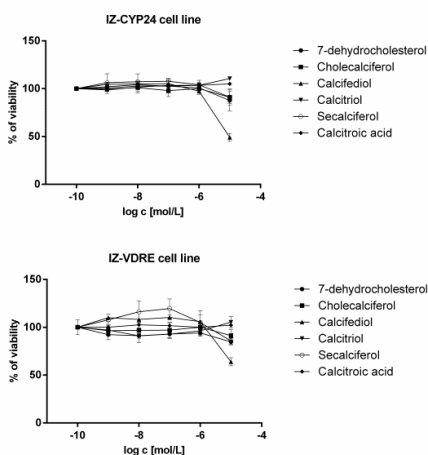 IZ-CYP24 cell line
150
100
50
0
% of viability
-10
-8
-6
-4
log c [mol/L]
7-dehydrocholesterol
Cholecalciferol
Calcifediol
Calcitriol
Secalciferol
Calcitroic acid
IZ-VDRE cell line
150
100
50
0
% of viability
-10
-8
-6
-4
log c [mol/L]
7-dehydrocholesterol
Cholecalciferol
Calcifediol
Calcitriol
Secalciferol
Calcitroic acid